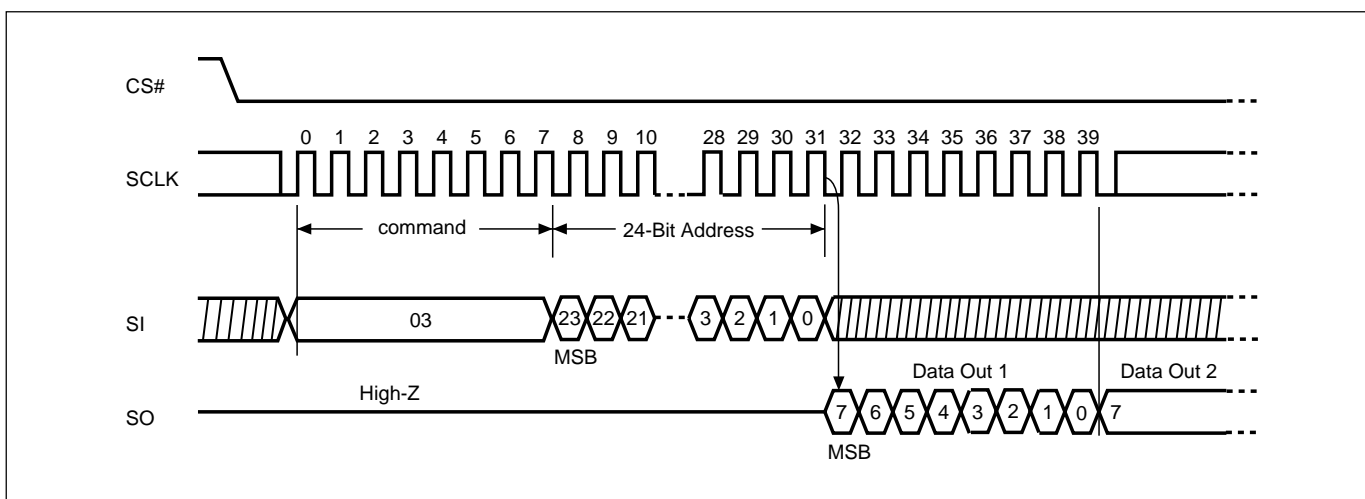 CS#
0 1 2 3 4 5 6 7 8 9 10 28 29 30 31 32 33 34 35 36 37 38 39
SCLK
command 24-Bit Address
SI 03 23 22 21 3 2 1 0
MSB
Data Out 1 Data Out 2
High-Z
SO 7 6 5 4 3 2 1 0 7
MSB